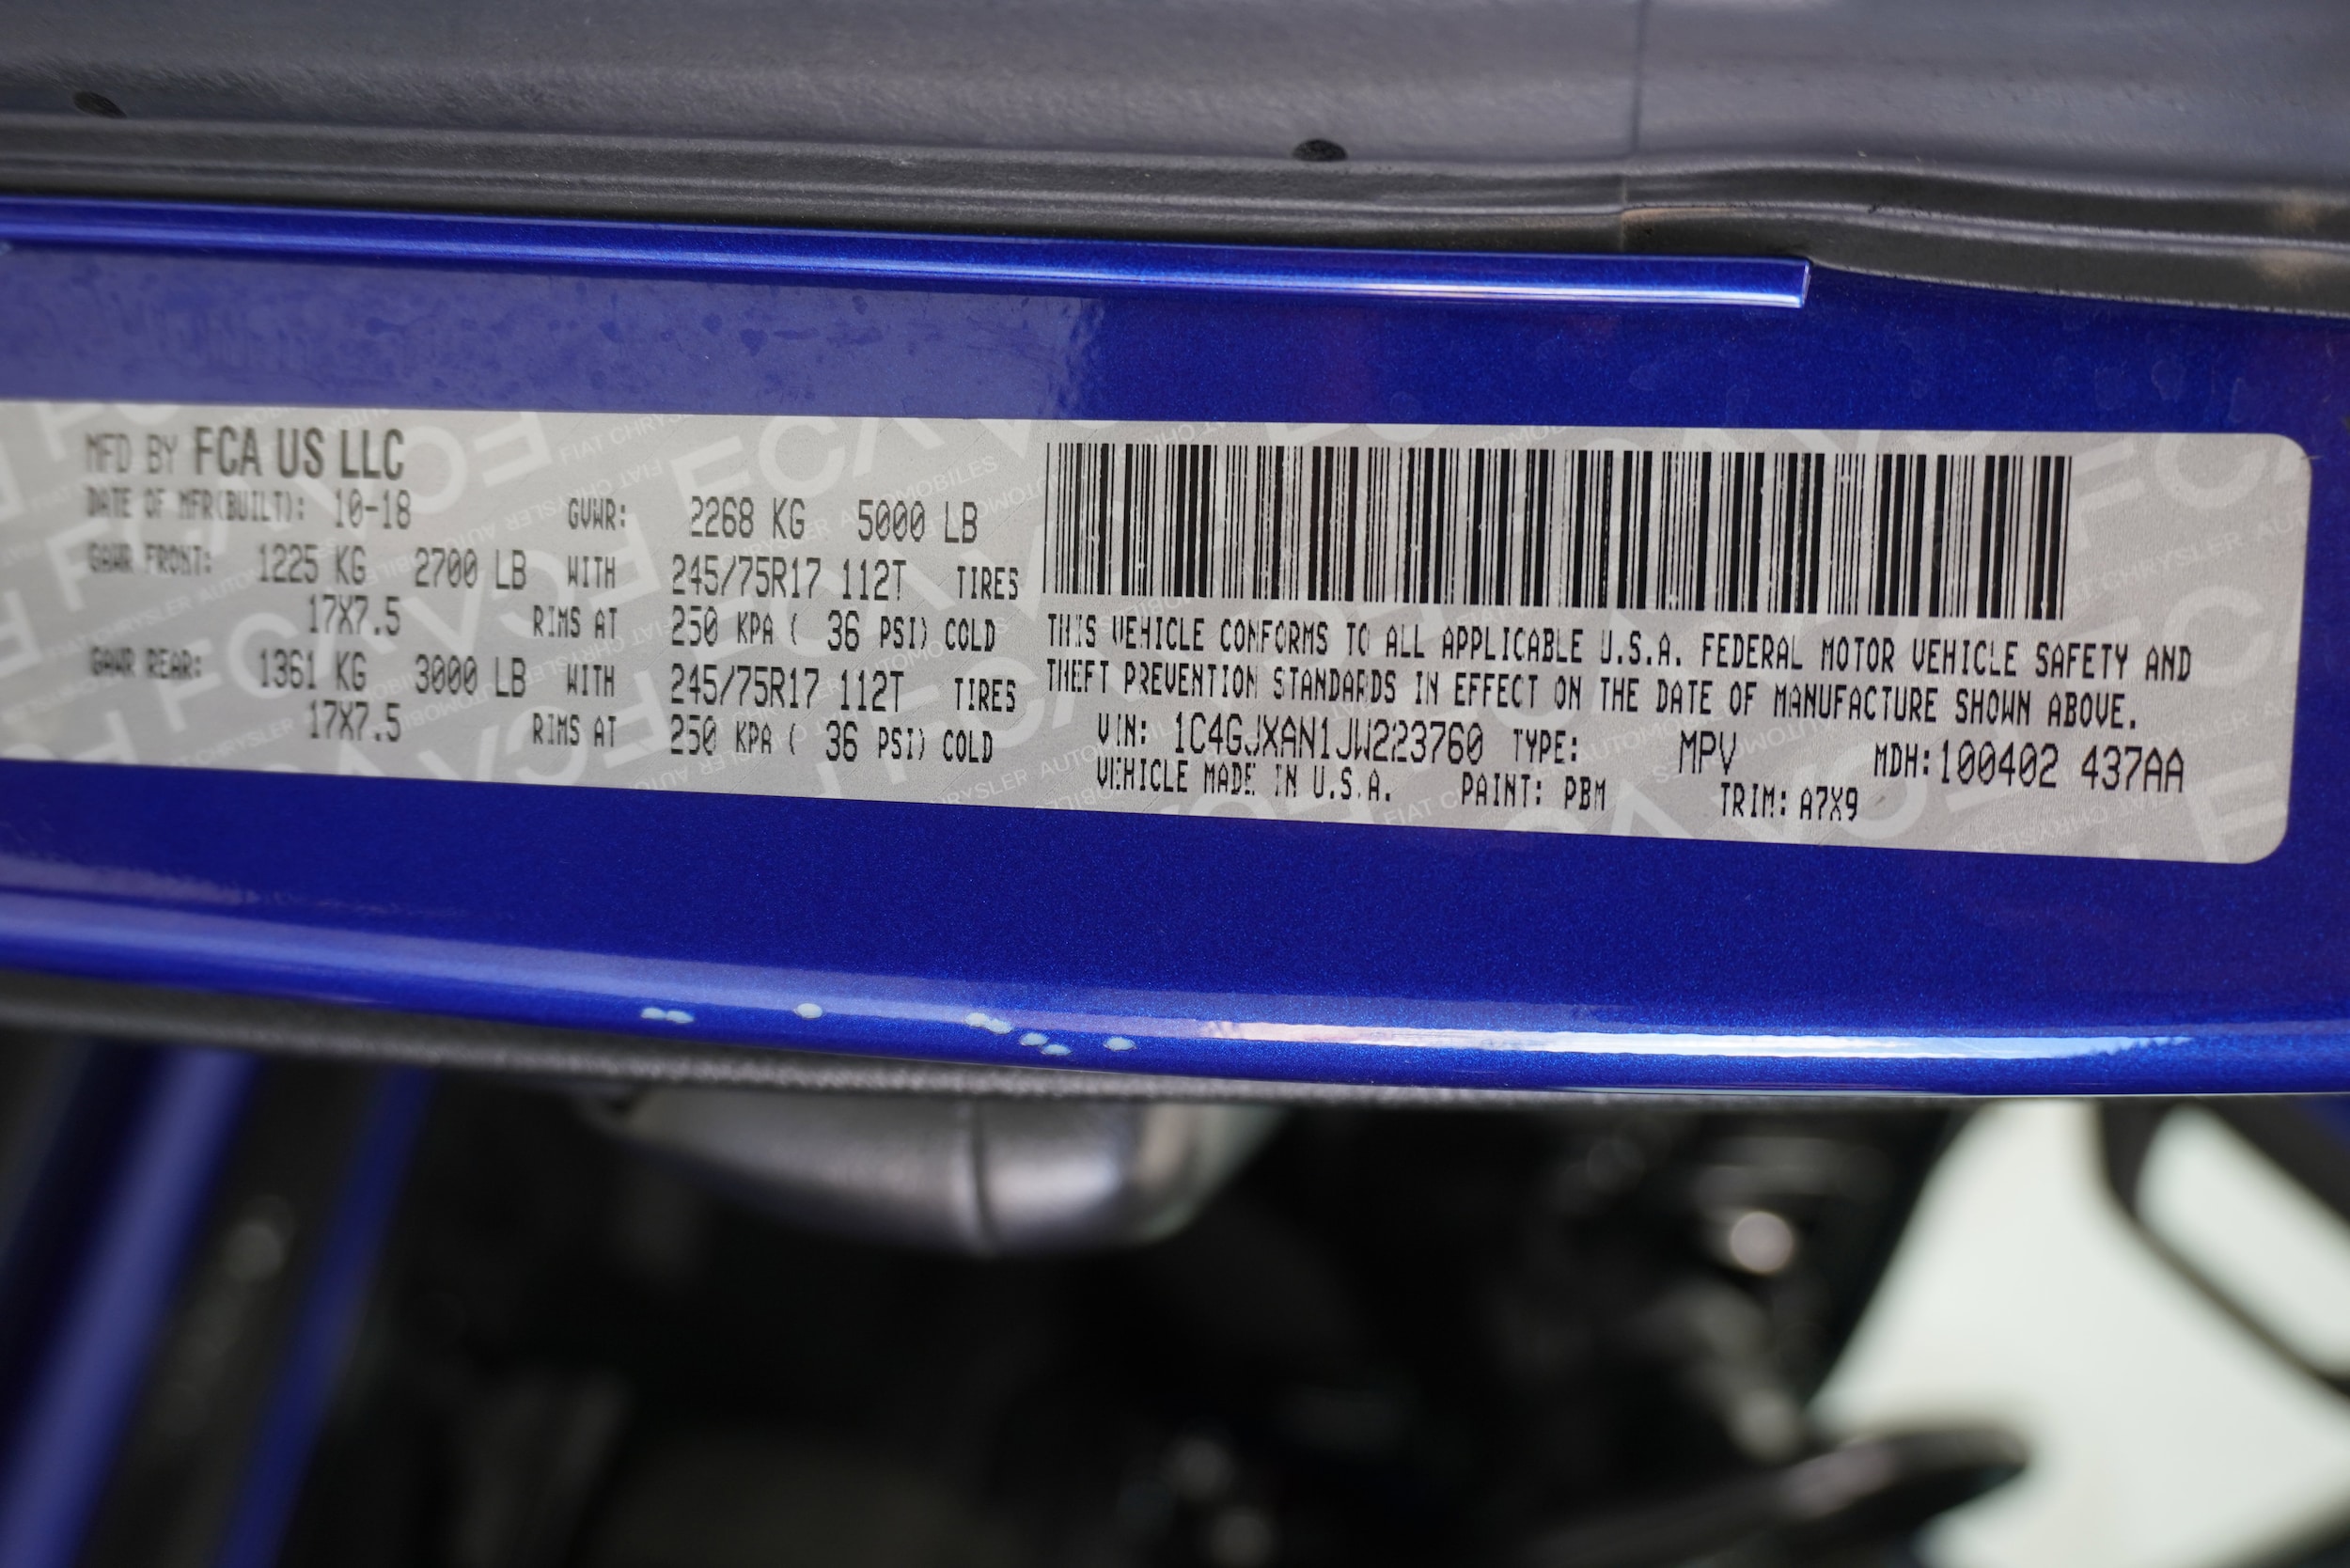 MFD BY FCA US LLC
DATE OF MFR(BUILT): 10-18 GVWR: 2268 KG 5000 LB
GAWR FRONT: 1225 KG 2700 LB WITH 245/75R17 112T TIRES
17X7.5 RIMS AT 250 KPA ( 36 PSI) COLD
GAWR REAR: 1361 KG 3000 LB WITH 245/75R17 112T TIRES
17X7.5 RIMS AT 250 KPA ( 36 PSI) COLD
THIS VEHICLE CONFORMS TO ALL APPLICABLE U.S.A. FEDERAL MOTOR VEHICLE SAFETY AND
THEFT PREVENTION STANDARDS IN EFFECT ON THE DATE OF MANUFACTURE SHOWN ABOVE.
VIN: 1C4GJXAN1JW223760 TYPE: MPV MDH:100402 437AA
VEHICLE MADE IN U.S.A. PAINT: PBM TRIM: A7X9